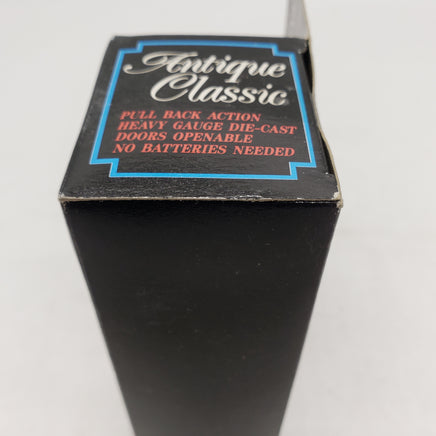 Antique
Classic
PULL BACK ACTION
HEAVY GAUGE DIE-CAST
DOORS OPENABLE
NO BATTERIES NEEDED